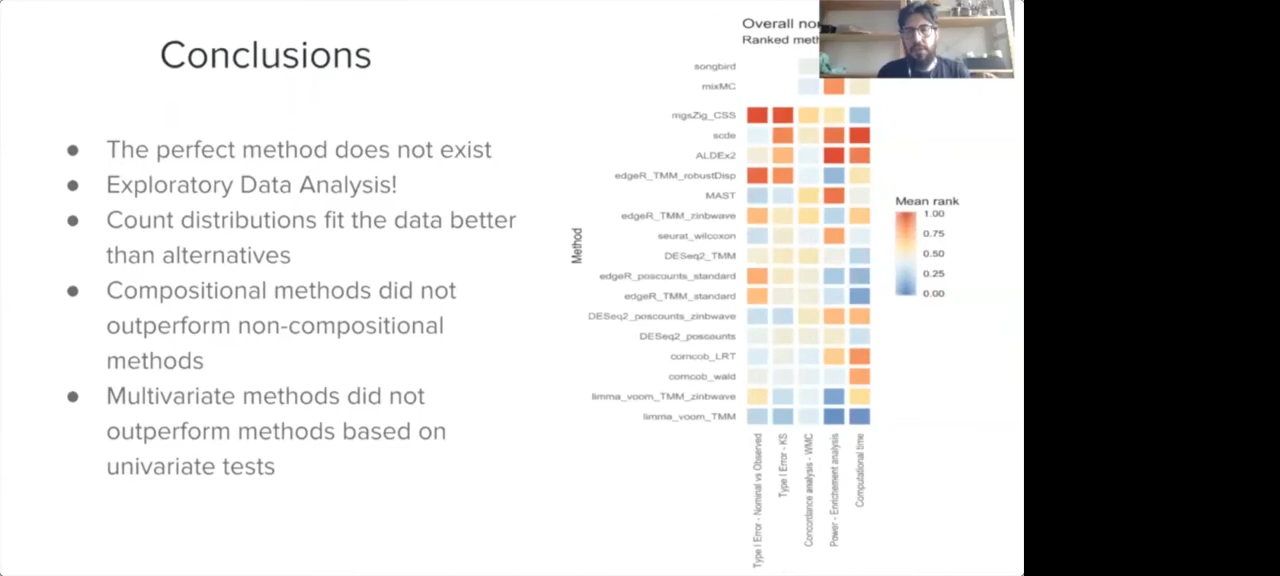 Conclusions
● The perfect method does not exist
● Exploratory Data Analysis!
● Count distributions fit the data better
than alternatives
● Compositional methods did not
outperform non-compositional
methods
● Multivariate methods did not
outperform methods based on
univariate tests
Overall
Ranked
Method
songbird
mixMC
mgsZig_CSS
scde
ALDEx2
edgeR_TMM_robustDisp
MAST
edgeR_TMM_zinbwave
seurat_wilcoxon
DESeq2_TMM
edgeR_poscounts_standard
edgeR_TMM_standard
DESeq2_poscounts_zinbwave
DESeq2_poscounts
corncob_LRT
corncob_wald
limma_voom_TMM_zinbwave
limma_voom_TMM
Type I Error - Nominal vs Observed
Type I Error - KS
Concordance analysis - WMC
Power - Enrichement analysis
Computational time
Mean rank
1.00
0.75
0.50
0.25
0.00